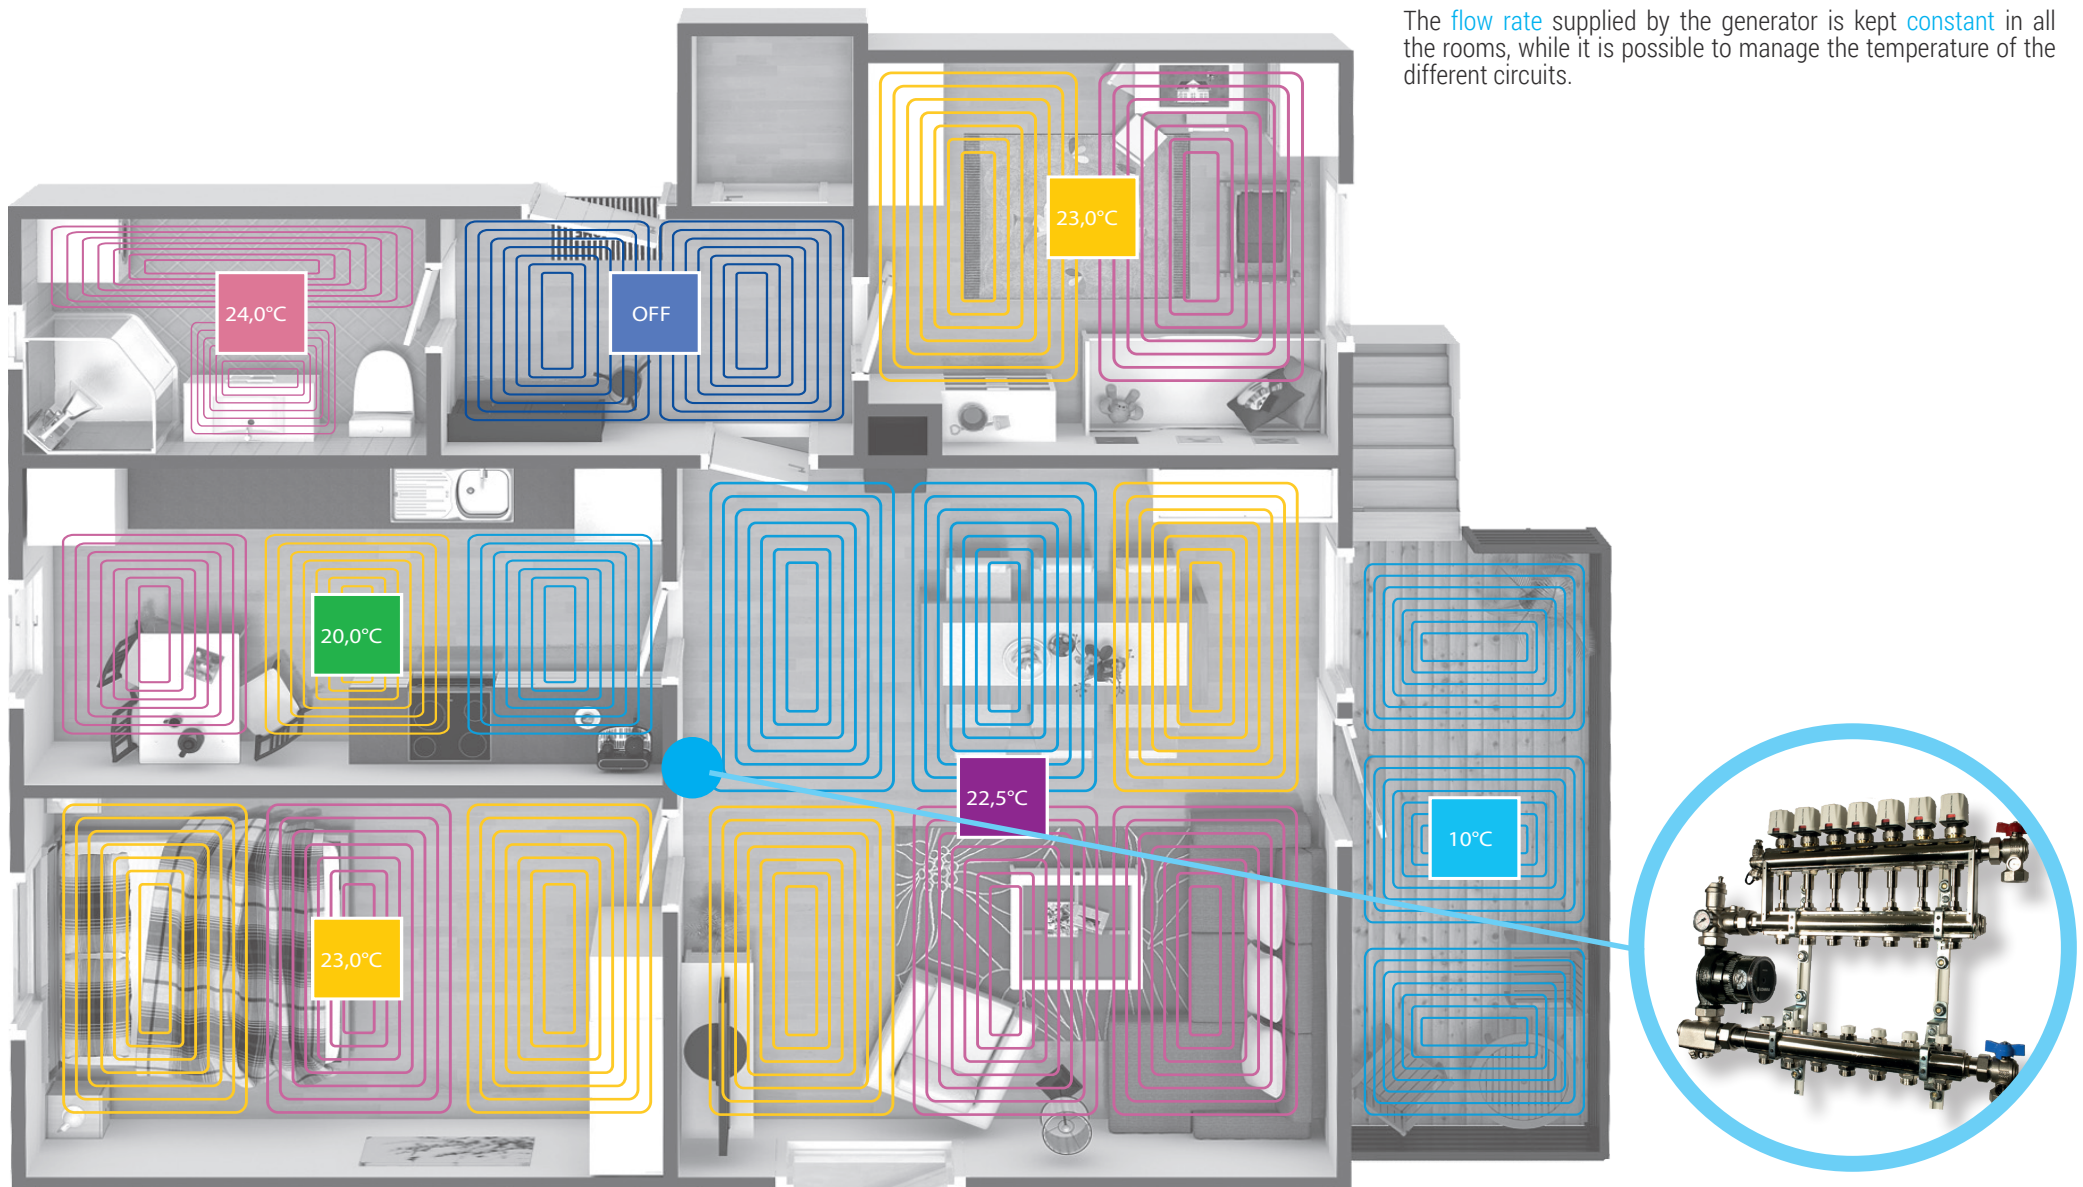 The flow rate supplied by the generator is kept constant in all
the rooms, while it is possible to manage the temperature of the
different circuits.
23,0°C
24,0°C
OFF
20,0°C
22,5°C
10°C
23,0°C